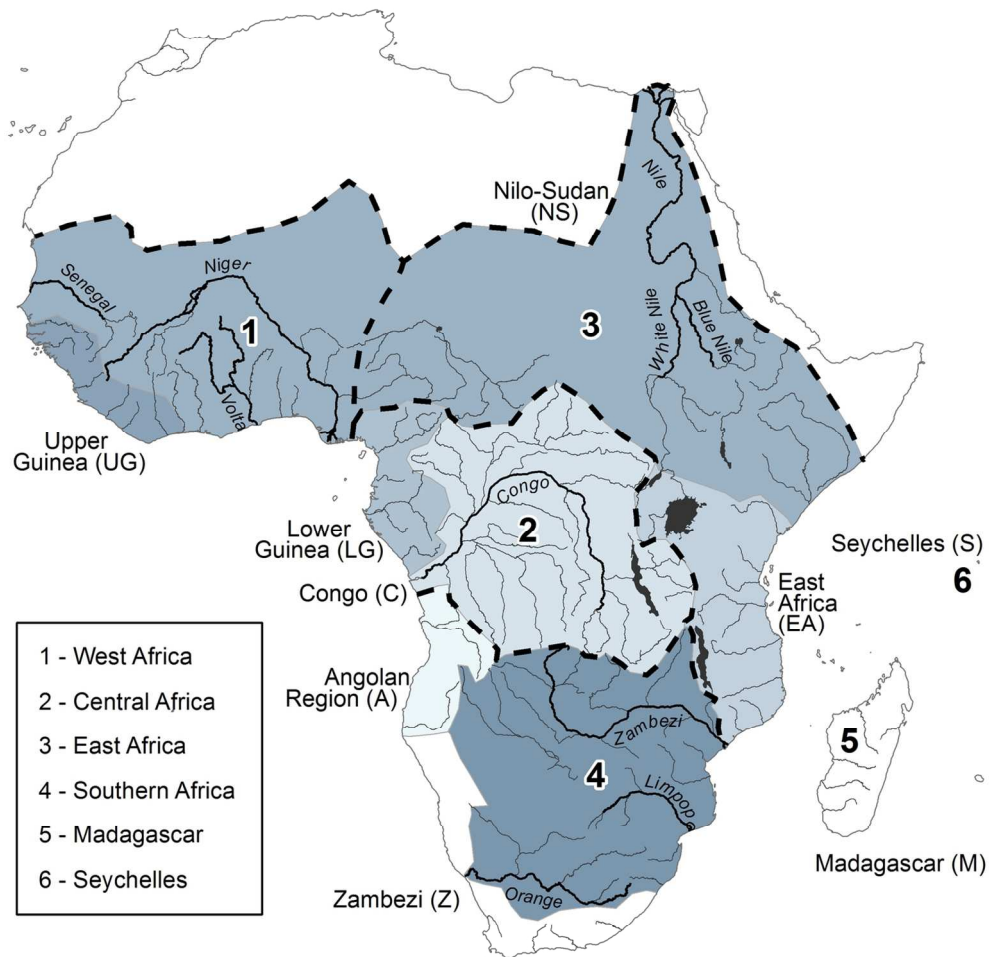 Nile
Nilo-Sudan
(NS)
Senegal
Niger
1
3
White Nile
Blue Nile
Volta
Upper
Guinea (UG)
Congo
2
Lower
Guinea (LG)
Seychelles (S)
6
Congo (C)
East
Africa
(EA)
1 - West Africa
2 - Central Africa
3 - East Africa
4 - Southern Africa
5 - Madagascar
6 - Seychelles
Angolan
Region (A)
Zambezi
5
4
Limpopo
Madagascar (M)
Zambezi (Z)
Orange